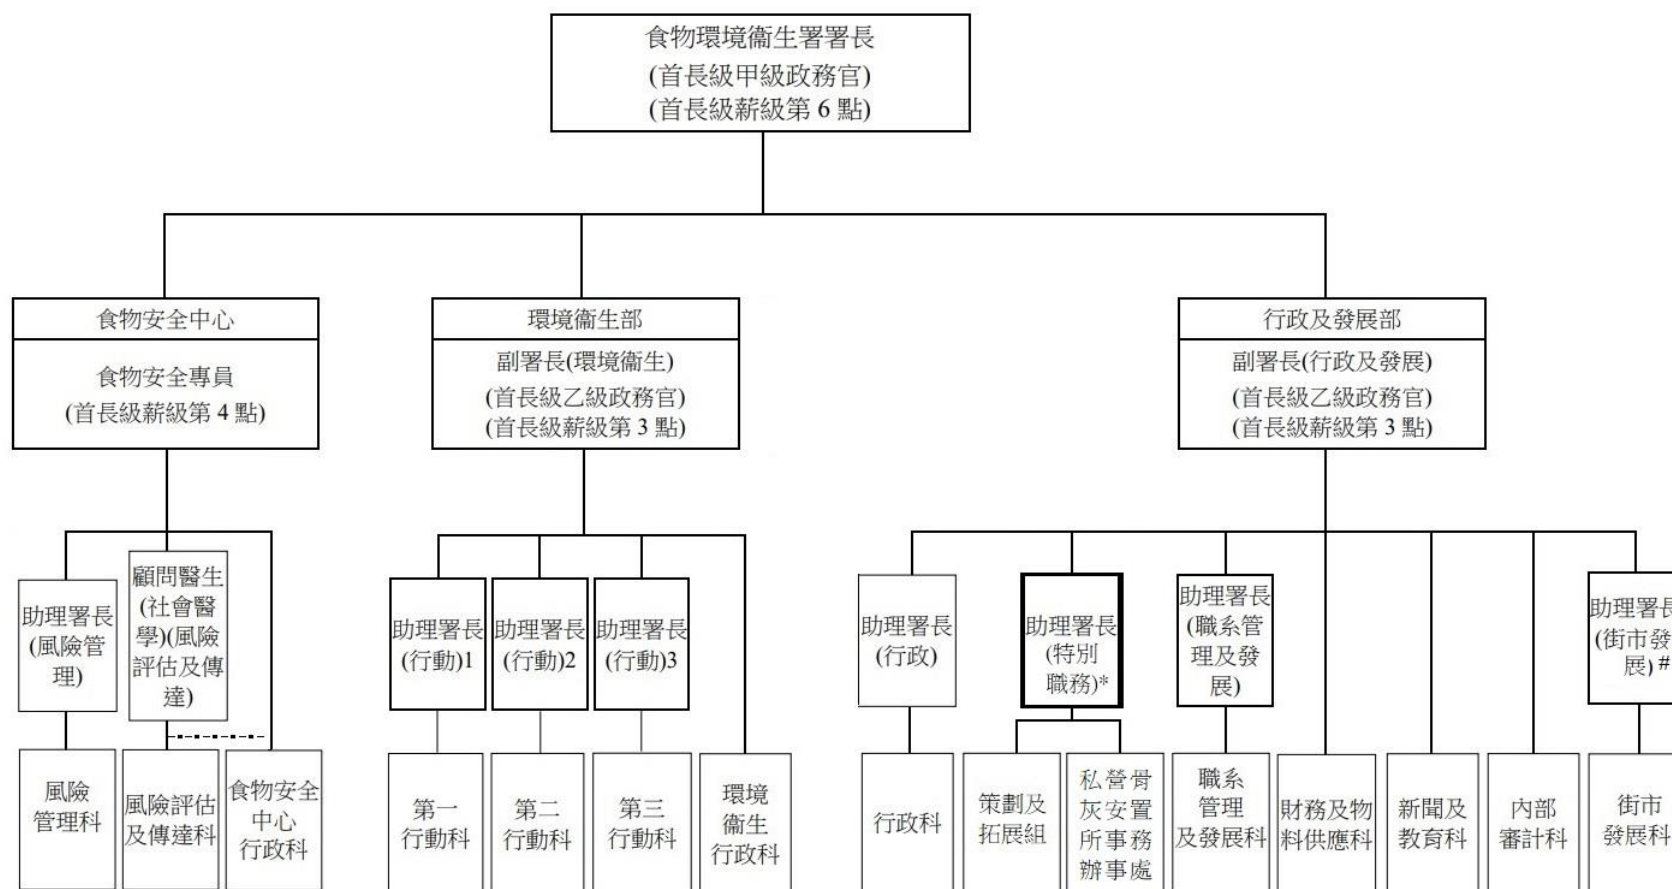 食物環境衞生署署長
(首長級甲級政務官)
(首長級薪級第 6 點)
食物安全中心
食物安全專員
(首長級薪級第 4 點)
環境衞生部
副署長(環境衞生)
(首長級乙級政務官)
(首長級薪級第 3 點)
行政及發展部
副署長(行政及發展)
(首長級乙級政務官)
(首長級薪級第 3 點)
助理署長
(風險管
理)
顧問醫生
(社會醫
學)(風險
評估及傳
達)
助理署長
(行動)1
助理署長
(行動)2
助理署長
(行動)3
助理署長
(行政)
助理署長
(特別
職務)*
助理署長
(職系管
理及發
展)
助理署長
(街市發
展) #
風險
管理科
風險評估
及傳達科
食物安全
中心
行政科
第一
行動科
第二
行動科
第三
行動科
環境
衞生
行政科
行政科
策劃及
拓展組
私營骨
灰安置
所事務
辦事處
職系
管理
及發展科
財務及物
料供應科
新聞及
教育科
內部
審計科
街市
發展科